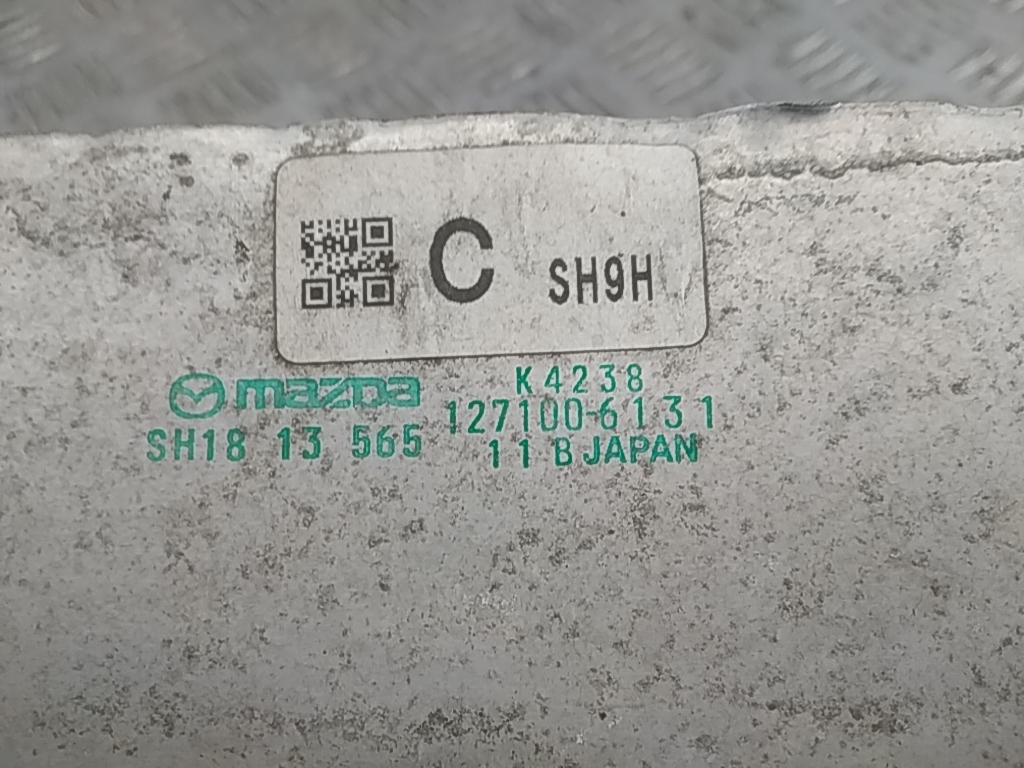 C SH9H
mazDa K4238
127100-6131
SH18 13 565
11 B JAPAN